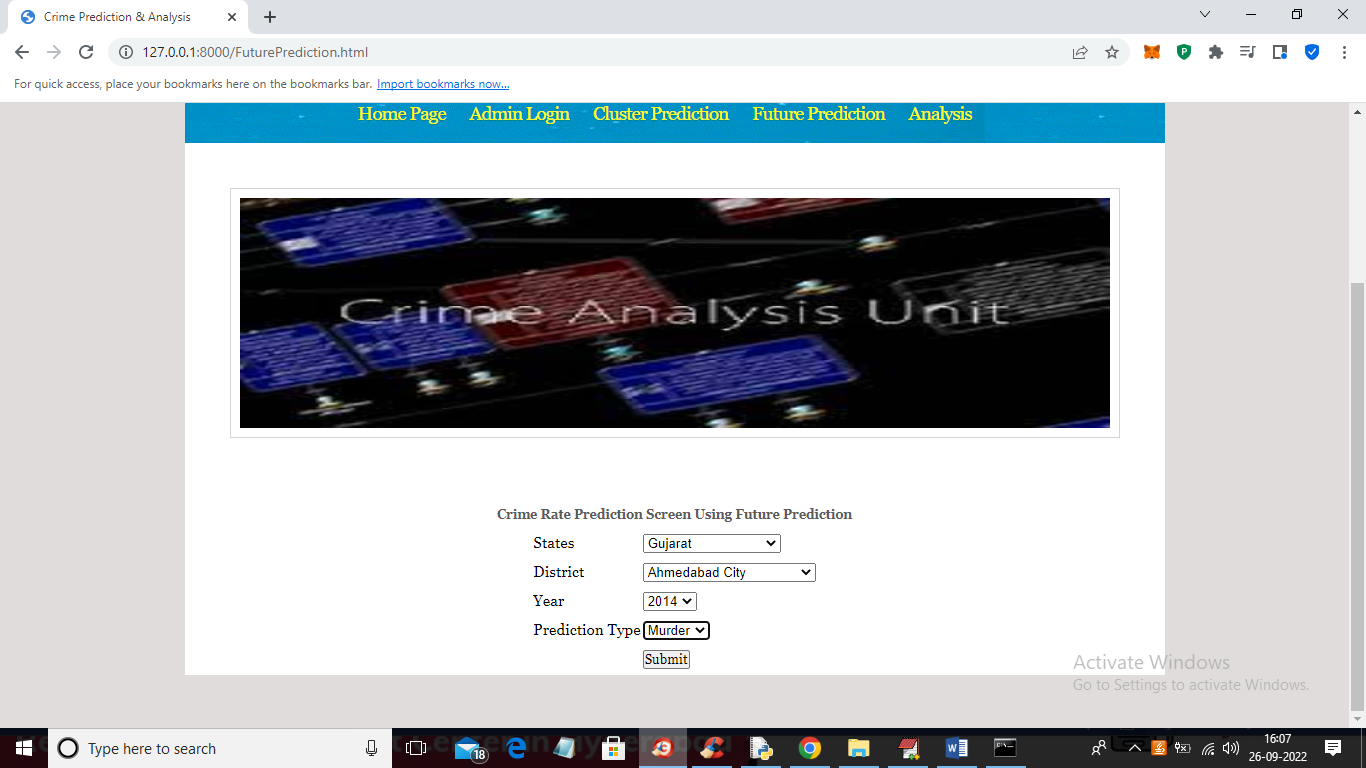 Crime Prediction & Analysis
127.0.0.1:8000/FuturePrediction.html
For quick access, place your bookmarks here on the bookmarks bar. Import bookmarks now...
Home Page Admin Login Cluster Prediction Future Prediction Analysis
Crime Analysis Unit
Crime Rate Prediction Screen Using Future Prediction
States Gujarat
District Ahmedabad City
Year 2014
Prediction Type Murder
Submit
Activate Windows
Go to Settings to activate Windows.
Type here to search
18
16:07
26-09-2022